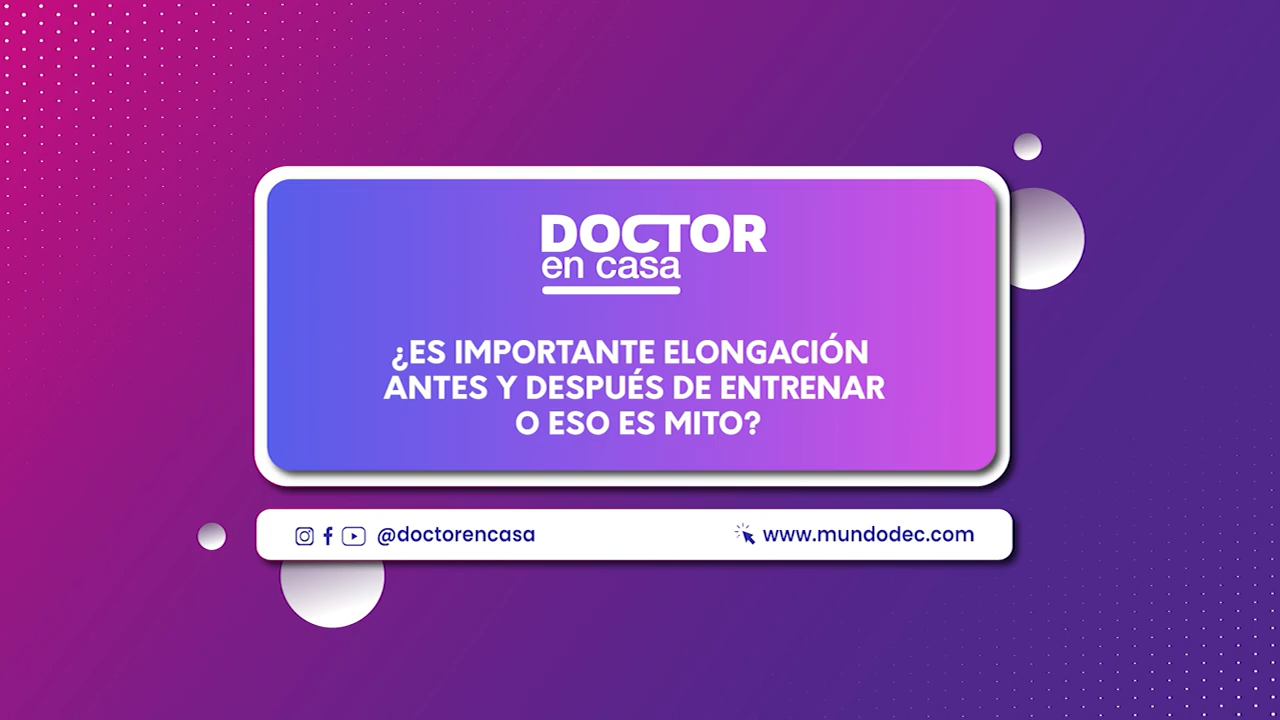 DOCTOR
en casa
¿ES IMPORTANTE ELONGACIÓN
ANTES Y DESPUÉS DE ENTRENAR
O ESO ES MITO?
@doctorencasa
www.mundodec.com